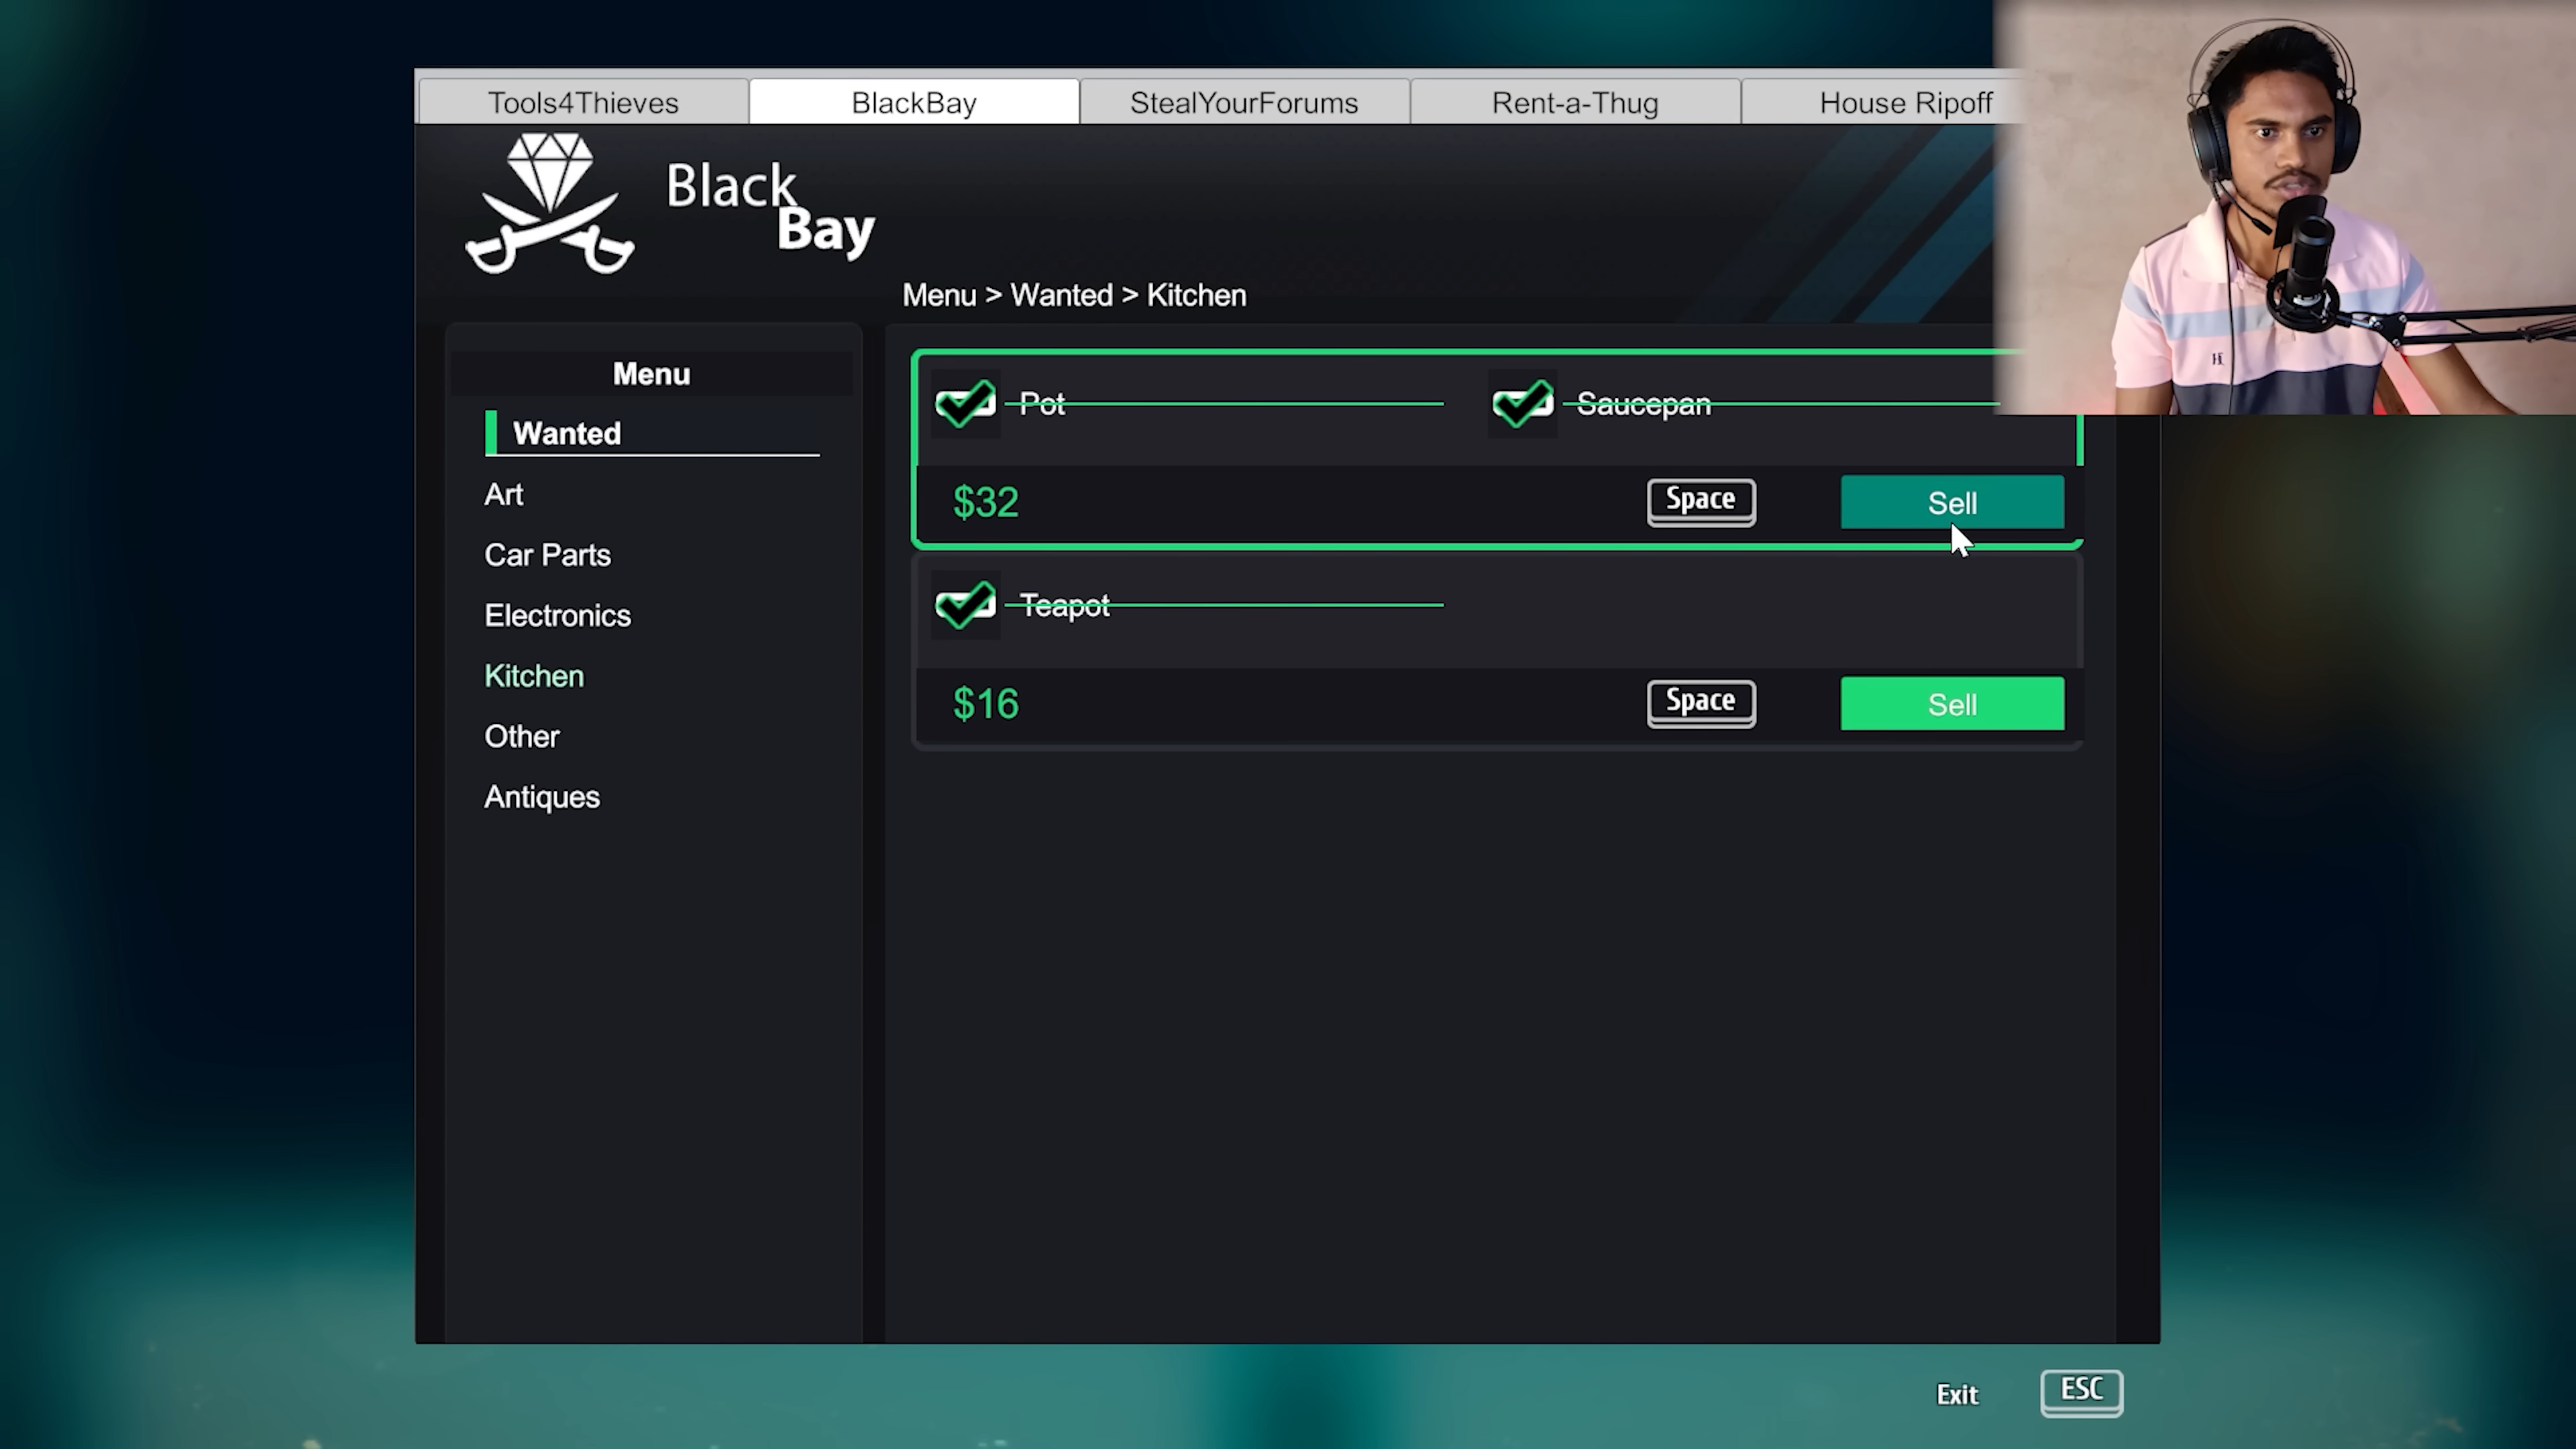 Tools4Thieves
BlackBay
StealYourForums
Rent-a-Thug
House Ripoff
Black
Bay
Menu > Wanted > Kitchen
Menu
Wanted
Art
Car Parts
Electronics
Kitchen
Other
Antiques
Pot
Saucepan
$32
Space
Sell
Teapot
$16
Space
Sell
Exit
ESC